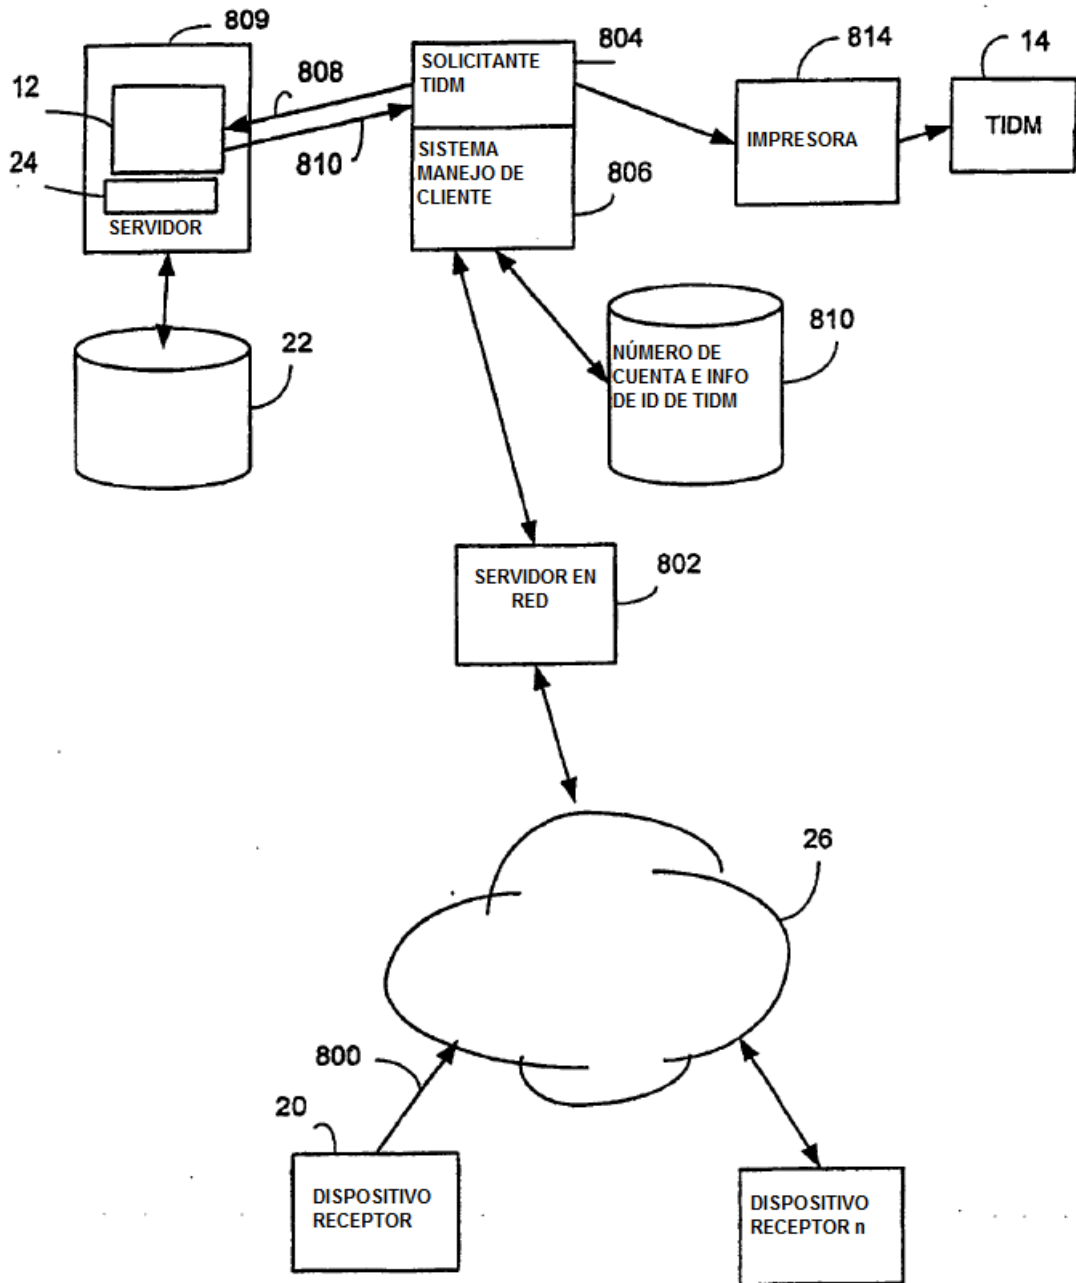 809
12
24
SERVIDOR
808
810
SOLICITANTE
TIDM
804
SISTEMA
MANEJO DE
CLIENTE
806
814
IMPRESORA
14
TIDM
22
NÚMERO DE
CUENTA E INFO
DE ID DE TIDM
810
SERVIDOR EN
RED
802
26
800
20
DISPOSITIVO
RECEPTOR
DISPOSITIVO
RECEPTOR n